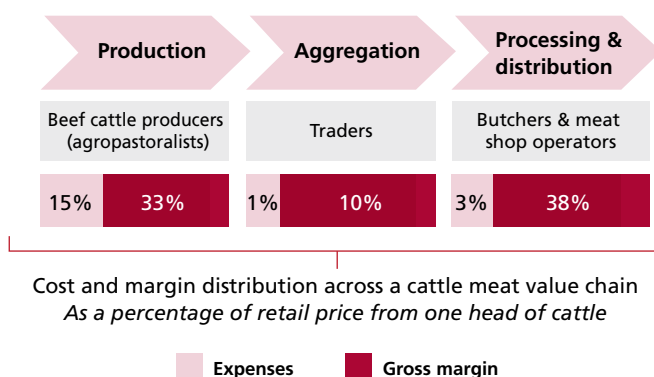 Production
Aggregation
Processing &
distribution
Beef cattle producers
(agropastoralists)
Traders
Butchers & meat
shop operators
15%
33%
1%
10%
3%
38%
Cost and margin distribution across a cattle meat value chain
As a percentage of retail price from one head of cattle
Expenses
Gross margin